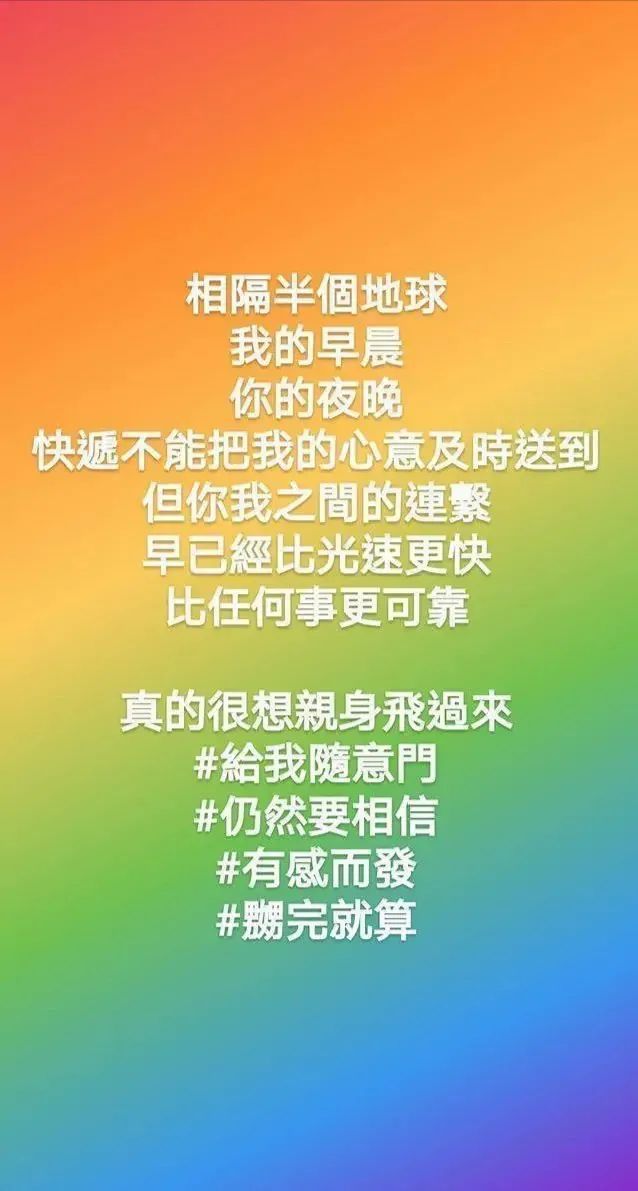 相隔半個地球
我的早晨
你的夜晚
快遞不能把我的心意及時送到
但你我之間的連繫
早已經比光速更快
比任何事更可靠
真的很想親身飛過來
#給我隨意門
#仍然要相信
#有感而發
#嬲完就算